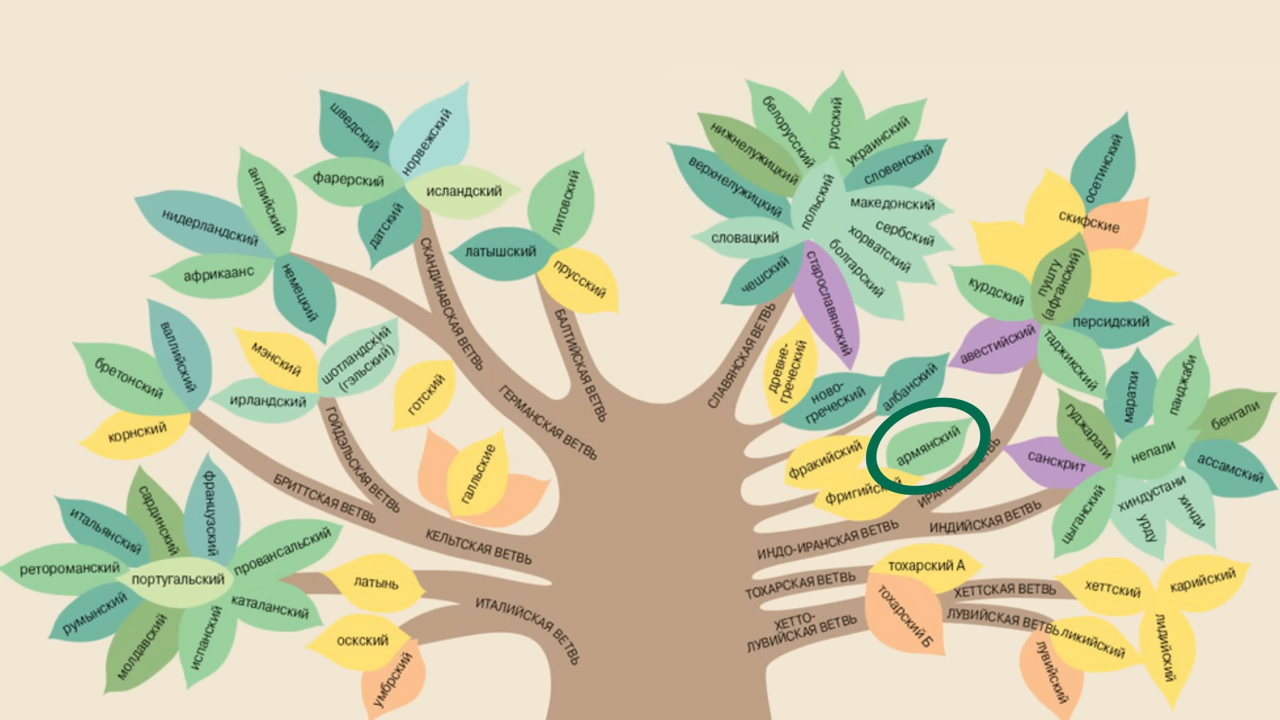 шведский
норвежский
фарерский
исландский
датский
английский
нидерландский
африкаанс
немецкий
СКАНДИНАВСКАЯ ВЕТВЬ
литовский
латышский
прусский
БАЛТИЙСКАЯ ВЕТВЬ
ГЕРМАНСКАЯ ВЕТВЬ
валлийский
бретонский
корнский
мэнский
шотландский
(гэльский)
ирландский
готский
галльские
ГОЙДЭЛЬСКАЯ ВЕТВЬ
БРИТТСКАЯ ВЕТВЬ
КЕЛЬТСКАЯ ВЕТВЬ
французский
сардинский
итальянский
провансальский
ретороманский
португальский
румынский
каталанский
молдавский
испанский
латынь
оскский
умбрский
ИТАЛИЙСКАЯ ВЕТВЬ
белорусский
русский
украинский
нижнелужицкий
словенский
верхнелужицкий
польский
македонский
словацкий
сербский
хорватский
болгарский
чешский
старославянский
СЛАВЯНСКАЯ ВЕТВЬ
древне-
греческий
ново-
греческий
албанский
армянский
фракийский
фригийский
осетинский
скифские
пушту
(афганский)
курдский
персидский
авестийский
таджикский
ИРАНСКАЯ ВЕТВЬ
маратхи
панджаби
гуджарати
бенгали
непали
санскрит
ассамский
хиндустани
урду
хинди
цыганский
ИНДИЙСКАЯ ВЕТВЬ
ИНДО-ИРАНСКАЯ ВЕТВЬ
тохарский А
ТОХАРСКАЯ ВЕТВЬ
тохарский Б
ХЕТТО-
ЛУВИЙСКАЯ ВЕТВЬ
ХЕТТСКАЯ ВЕТВЬ
хеттский
карийский
лидийский
ЛУВИЙСКАЯ ВЕТВЬ
ликийский
лувийский